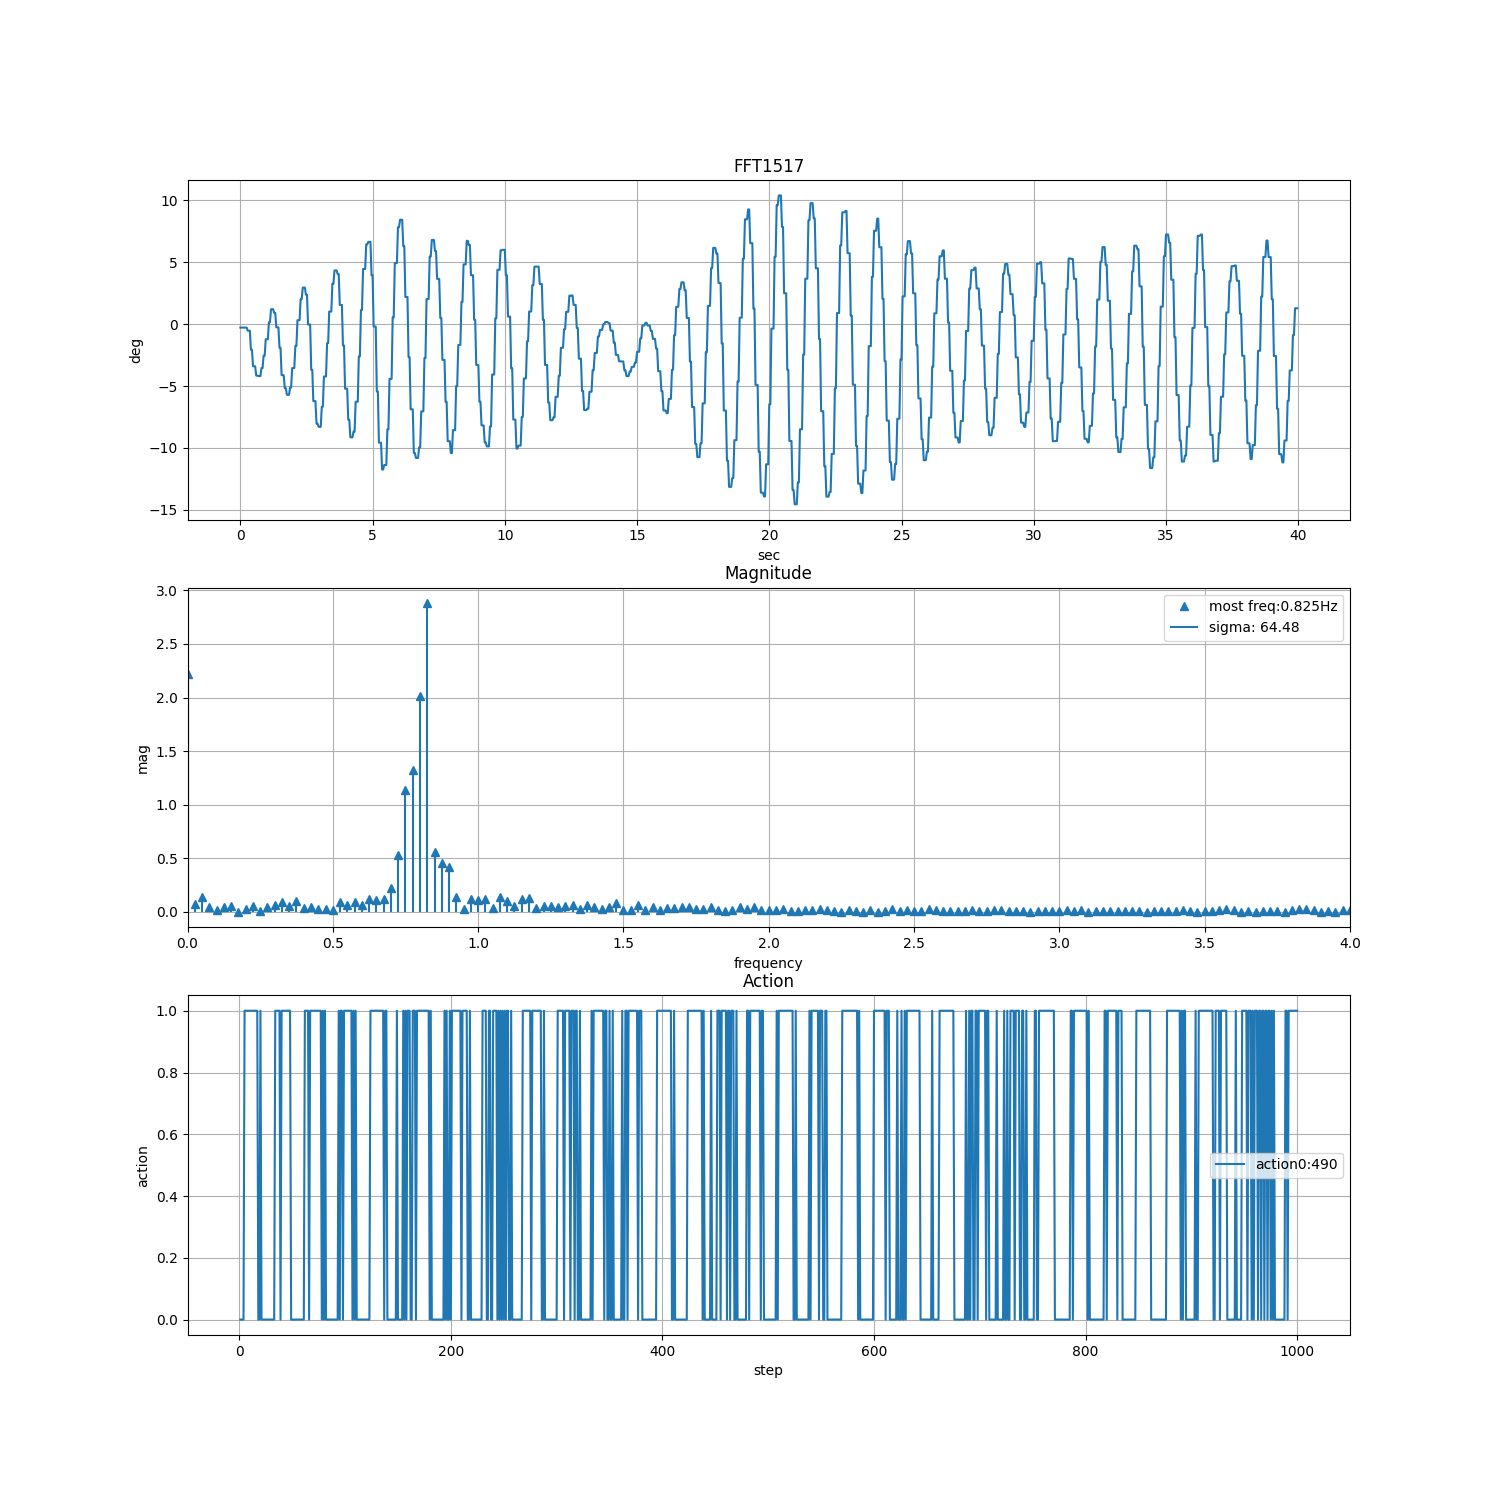 FFT1517
10
5
0
−5
−10
−15
deg
0 5 10 15 20 25 30 35 40
sec
Magnitude
3.0
2.5
2.0
1.5
1.0
0.5
0.0
mag
most freq:0.825Hz
sigma: 64.48
0.0 0.5 1.0 1.5 2.0 2.5 3.0 3.5 4.0
frequency
Action
1.0
0.8
0.6
0.4
0.2
0.0
action
action0:490
0 200 400 600 800 1000
step